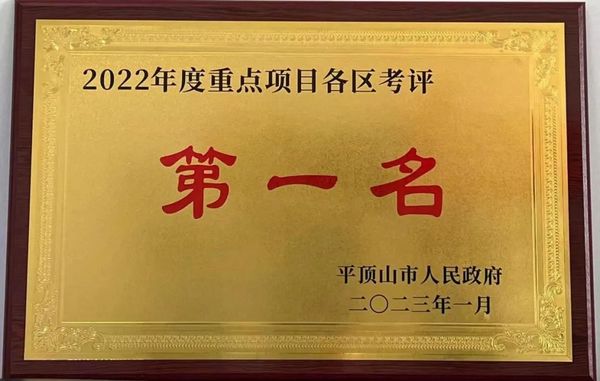 2022年度重点项目各区考评
第一名
平顶山市人民政府
二〇二三年一月